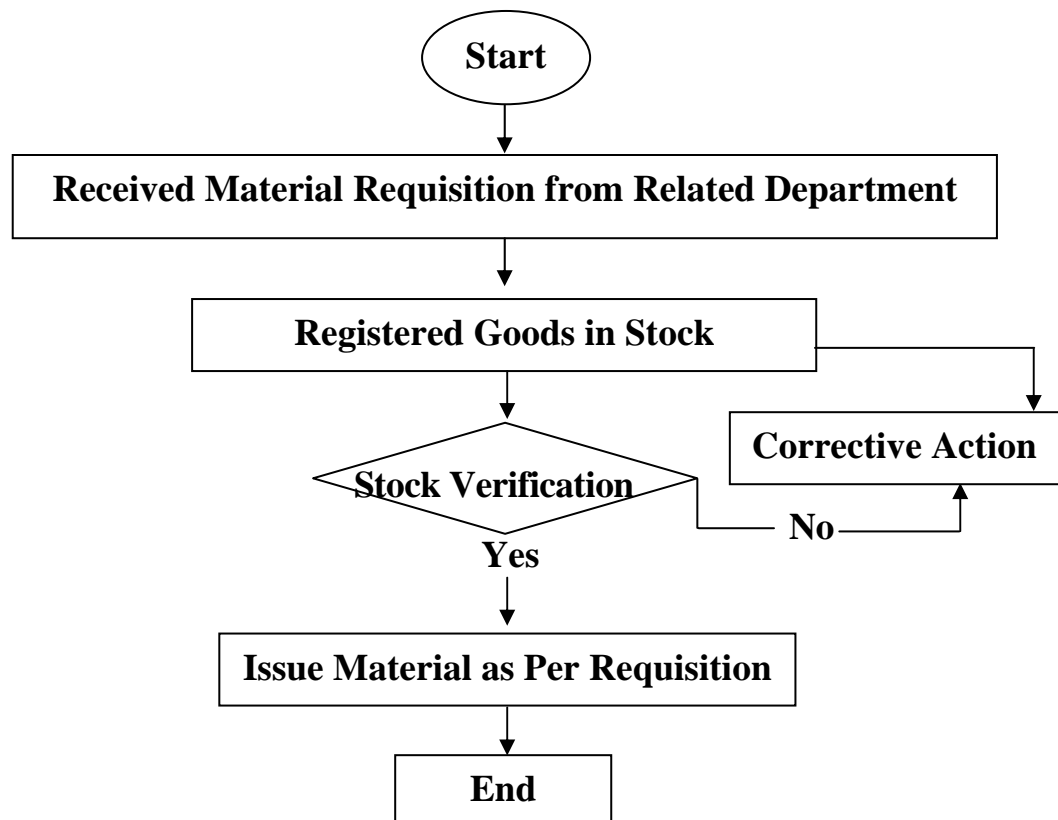 Start
Received Material Requisition from Related Department
Registered Goods in Stock
Corrective Action
Stock Verification
No
Yes
Issue Material as Per Requisition
End